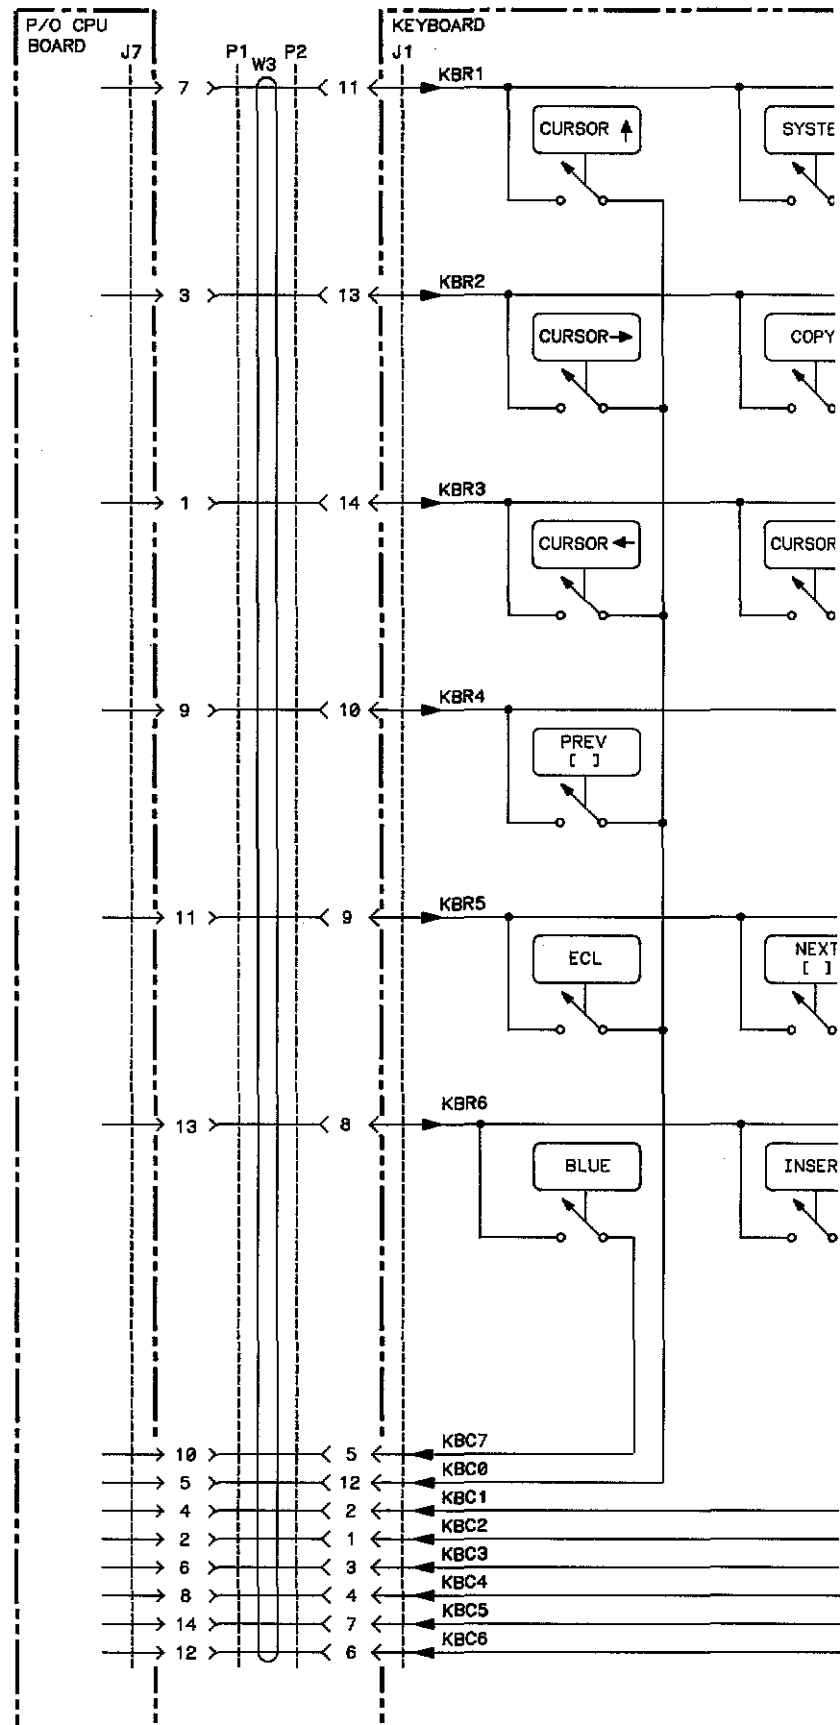 P/O CPU
BOARD
J7
P1 W3 P2
KEYBOARD
J1
7 11 KBR1
CURSOR ↑ SYSTE
3 13 KBR2
CURSOR→ COPY
1 14 KBR3
CURSOR ← CURSOR
9 10 KBR4
PREV
[ ]
11 9 KBR5
ECL NEXT
[ ]
13 8 KBR6
BLUE INSER
10 5 KBC7
5 12 KBC0
4 2 KBC1
2 1 KBC2
6 3 KBC3
8 4 KBC4
14 7 KBC5
12 6 KBC6